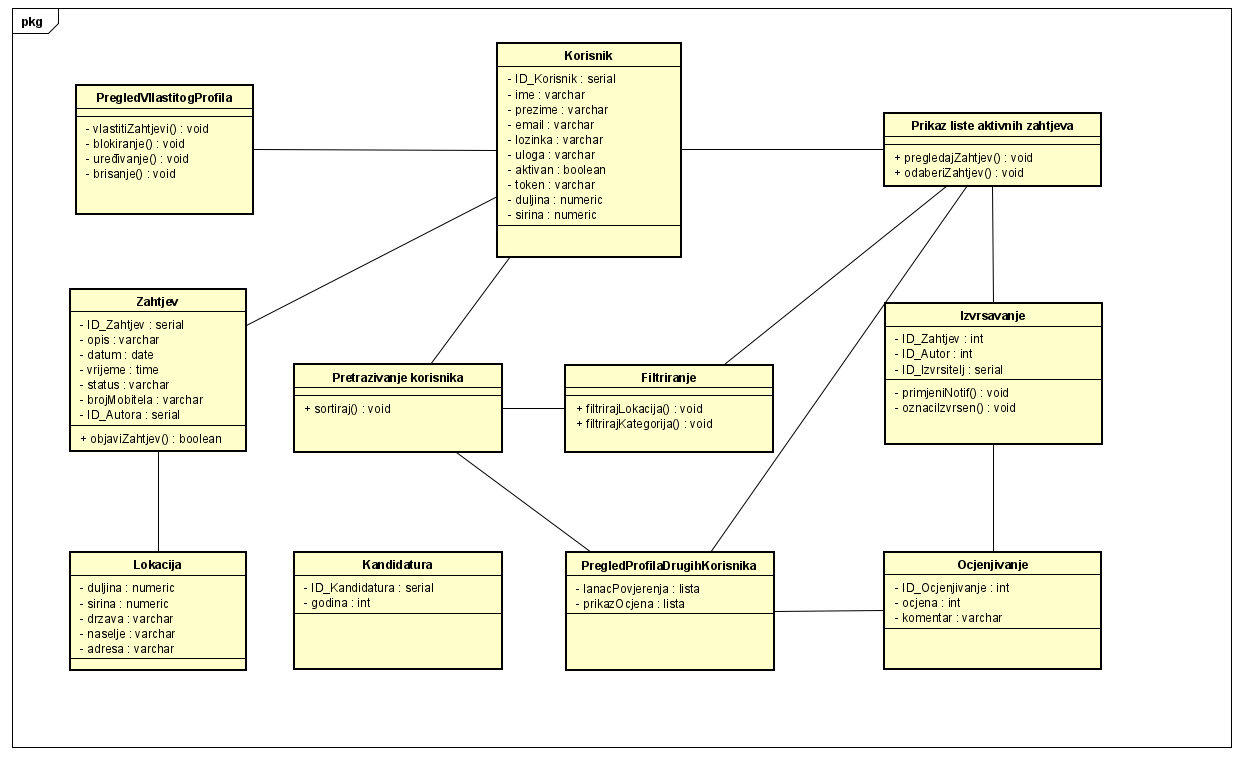 pkg
Korisnik
- ID_Korisnik : serial
- ime : varchar
- prezime : varchar
- email : varchar
- lozinka : varchar
- uloga : varchar
- aktivan : boolean
- token : varchar
- duljina : numeric
- sirina : numeric
PregledVllastitogProfila
- vlastitiZahtjevi() : void
- blokiranje() : void
- uređivanje() : void
- brisanje() : void
Prikaz liste aktivnih zahtjeva
+ pregledajZahtjev() : void
+ odaberiZahtjev() : void
Zahtjev
- ID_Zahtjev : serial
- opis : varchar
- datum : date
- vrijeme : time
- status : varchar
- brojMobitela : varchar
- ID_Autora : serial
+ objaviZahtjev() : boolean
Pretrazivanje korisnika
+ sortiraj() : void
Filtriranje
+ filtrirajLokacija() : void
+ filtrirajKategorija() : void
Izvrsavanje
- ID_Zahtjev : int
- ID_Autor : int
- ID_Izvrsitelj : serial
- primjeniNotif() : void
- oznaciIzvrsen() : void
Lokacija
- duljina : numeric
- sirina : numeric
- drzava : varchar
- naselje : varchar
- adresa : varchar
Kandidatura
- ID_Kandidatura : serial
- godina : int
PregledProfilaDrugihKorisnika
- lanacPovjerenja : lista
- prikazOcjena : lista
Ocjenjivanje
- ID_Ocjenjivanje : int
- ocjena : int
- komentar : varchar